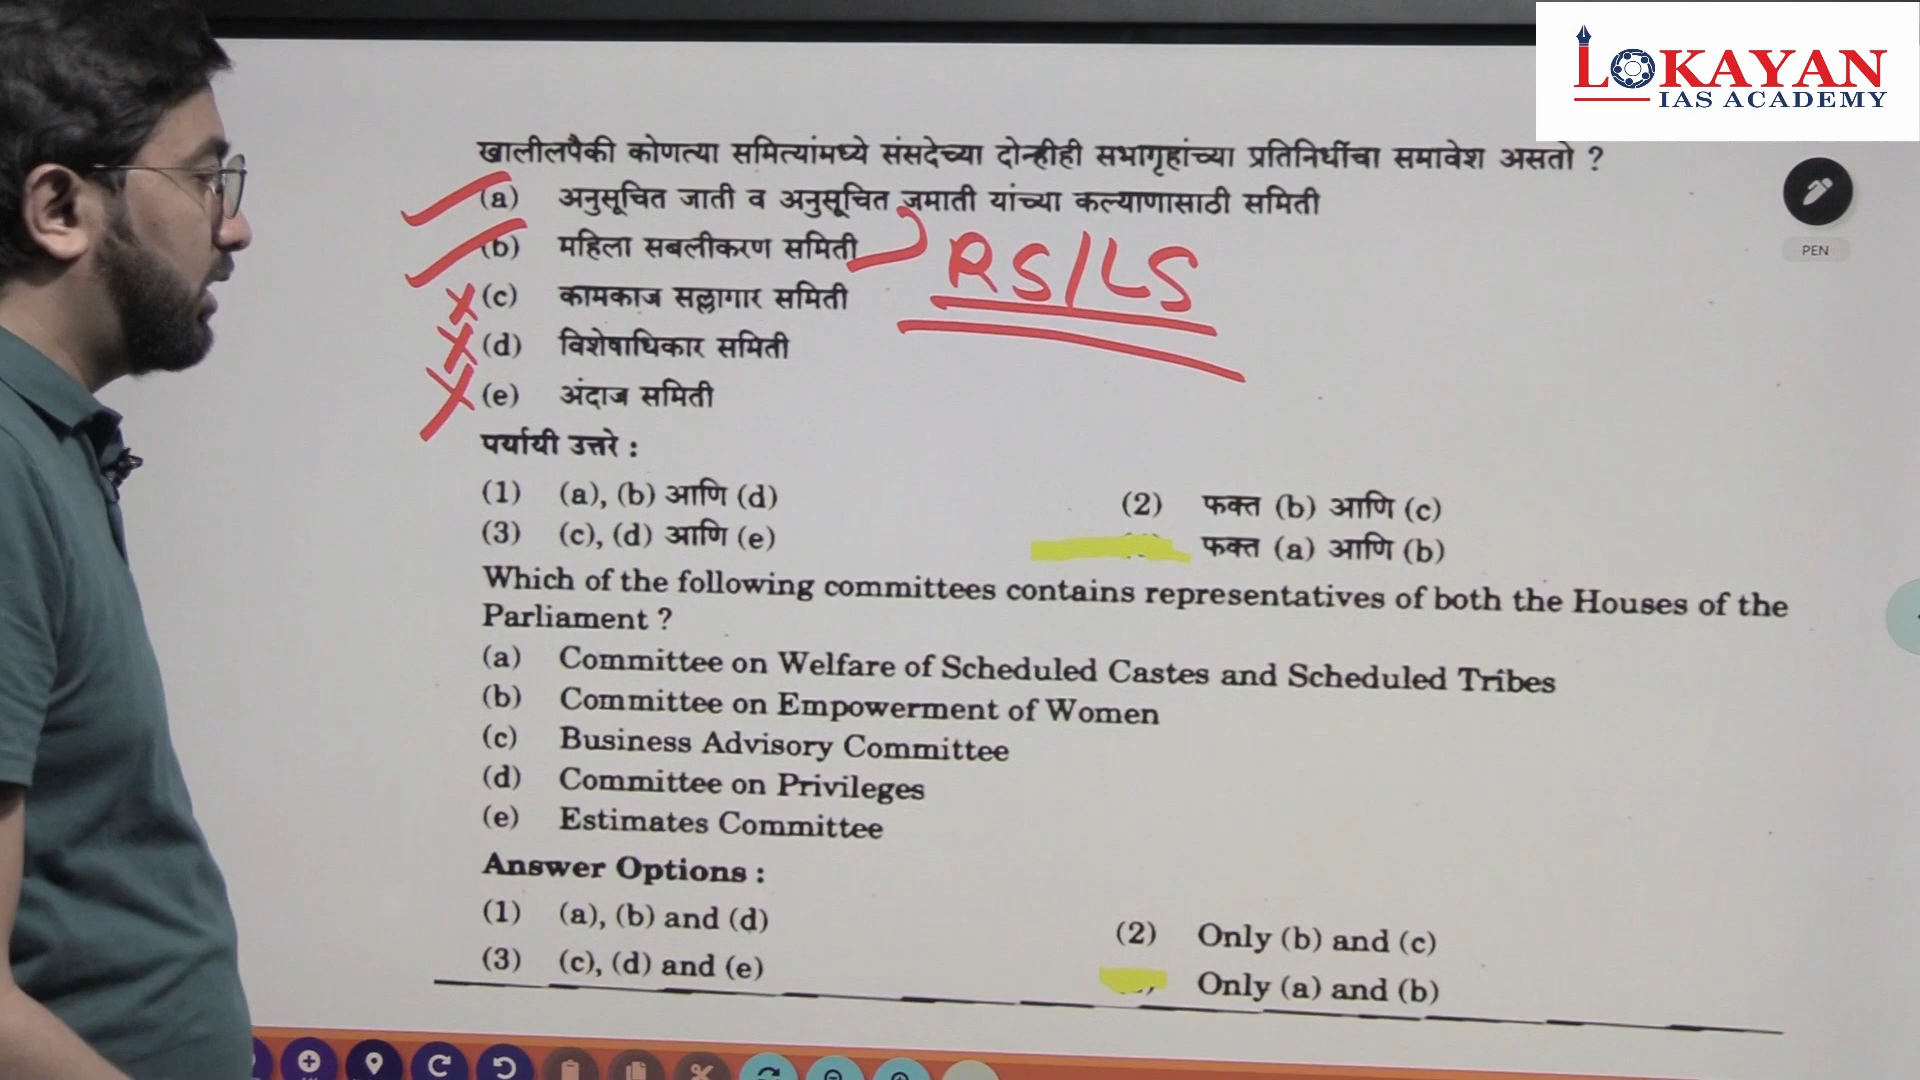 LOKAYAN
IAS ACADEMY
खालीलपैकी कोणत्या समित्यांमध्ये संसदेच्या दोन्हीही सभागृहांच्या प्रतिनिधींचा समावेश असतो ?
(a) अनुसूचित जाती व अनुसूचित जमाती यांच्या कल्याणासाठी समिती
(b) महिला सबलीकरण समिती
RS/LS
(c) कामकाज सल्लागार समिती
(d) विशेषाधिकार समिती
(e) अंदाज समिती
PEN
पर्यायी उत्तरे :
(1) (a), (b) आणि (d)
(2) फक्त (b) आणि (c)
(3) (c), (d) आणि (e)
फक्त (a) आणि (b)
Which of the following committees contains representatives of both the Houses of the
Parliament ?
(a) Committee on Welfare of Scheduled Castes and Scheduled Tribes
(b) Committee on Empowerment of Women
(c) Business Advisory Committee
(d) Committee on Privileges
(e) Estimates Committee
Answer Options :
(1) (a), (b) and (d)
(2) Only (b) and (c)
(3) (c), (d) and (e)
Only (a) and (b)